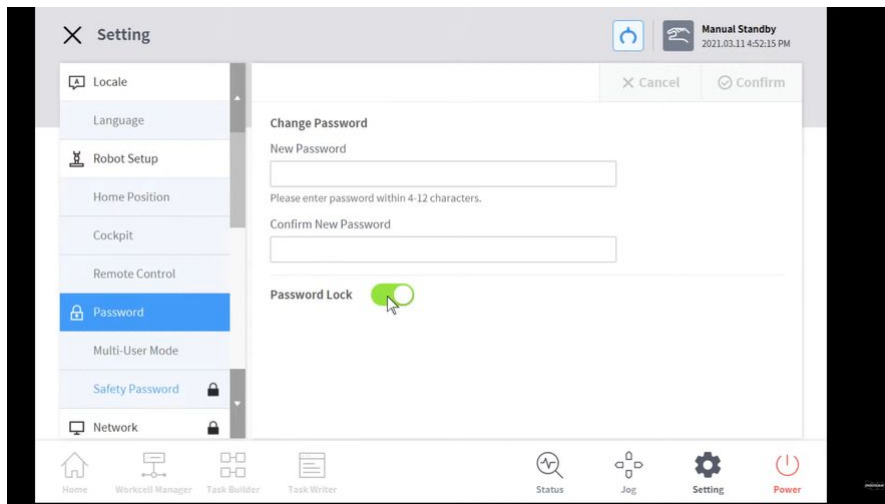 Setting
Manual Standby
2021.03.11 4:52:15 PM
A Locale
Language
Robot Setup
Home Position
Cockpit
Remote Control
Password
Multi-User Mode
Safety Password
Network
Cancel
Confirm
Change Password
New Password
Please enter password within 4-12 characters.
Confirm New Password
Password Lock
Home
Workcell Manager
Task Builder
Task Writer
Status
Jog
Setting
Power